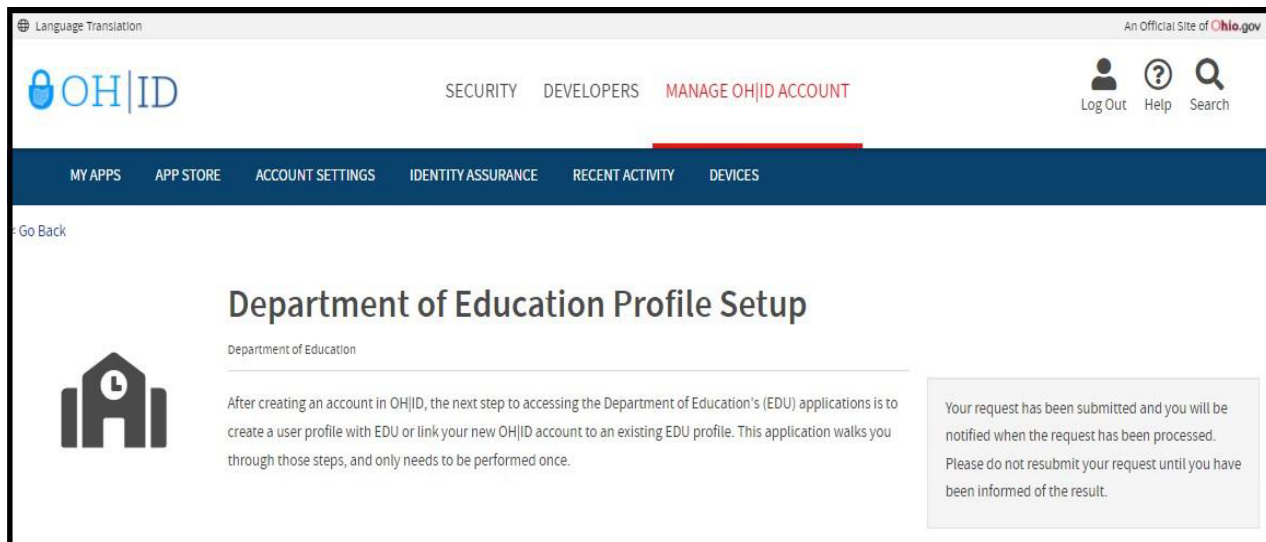 Language Translation
An Official Site of Ohio.gov
OH|ID
SECURITY DEVELOPERS MANAGE OH|ID ACCOUNT
Log Out Help Search
MY APPS APP STORE ACCOUNT SETTINGS IDENTITY ASSURANCE RECENT ACTIVITY DEVICES
< Go Back
Department of Education Profile Setup
Department of Education
After creating an account in OH|ID, the next step to accessing the Department of Education's (EDU) applications is to
create a user profile with EDU or link your new OH|ID account to an existing EDU profile. This application walks you
through those steps, and only needs to be performed once.
Your request has been submitted and you will be
notified when the request has been processed.
Please do not resubmit your request until you have
been informed of the result.